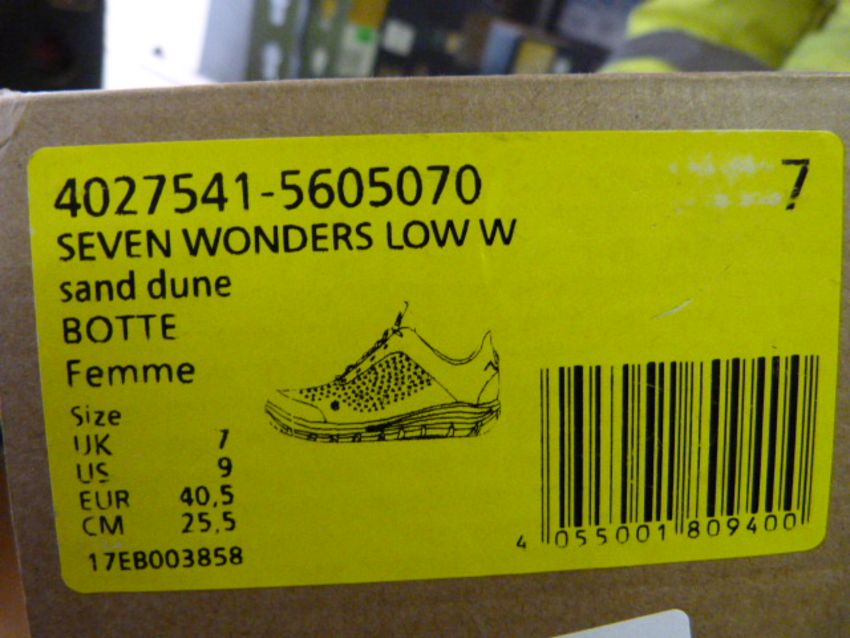 4027541-5605070 7
SEVEN WONDERS LOW W
sand dune
BOTTE
Femme
Size
UK 7
US 9
EUR 40,5
CM 25,5
17EB003858
4 055001 809400